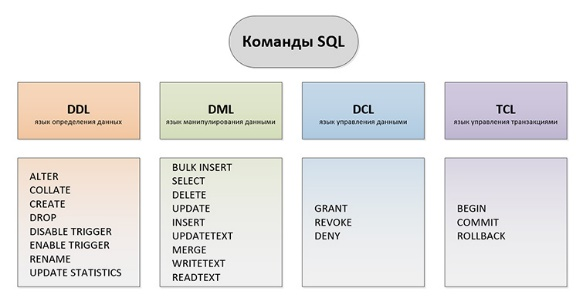 Команды SQL
DDL
язык определения данных
DML
язык манипулирования данными
DCL
язык управления данными
TCL
язык управления транзакциями
ALTER
COLLATE
CREATE
DROP
DISABLE TRIGGER
ENABLE TRIGGER
RENAME
UPDATE STATISTICS
BULK INSERT
SELECT
DELETE
UPDATE
INSERT
UPDATETEXT
MERGE
WRITETEXT
READTEXT
GRANT
REVOKE
DENY
BEGIN
COMMIT
ROLLBACK